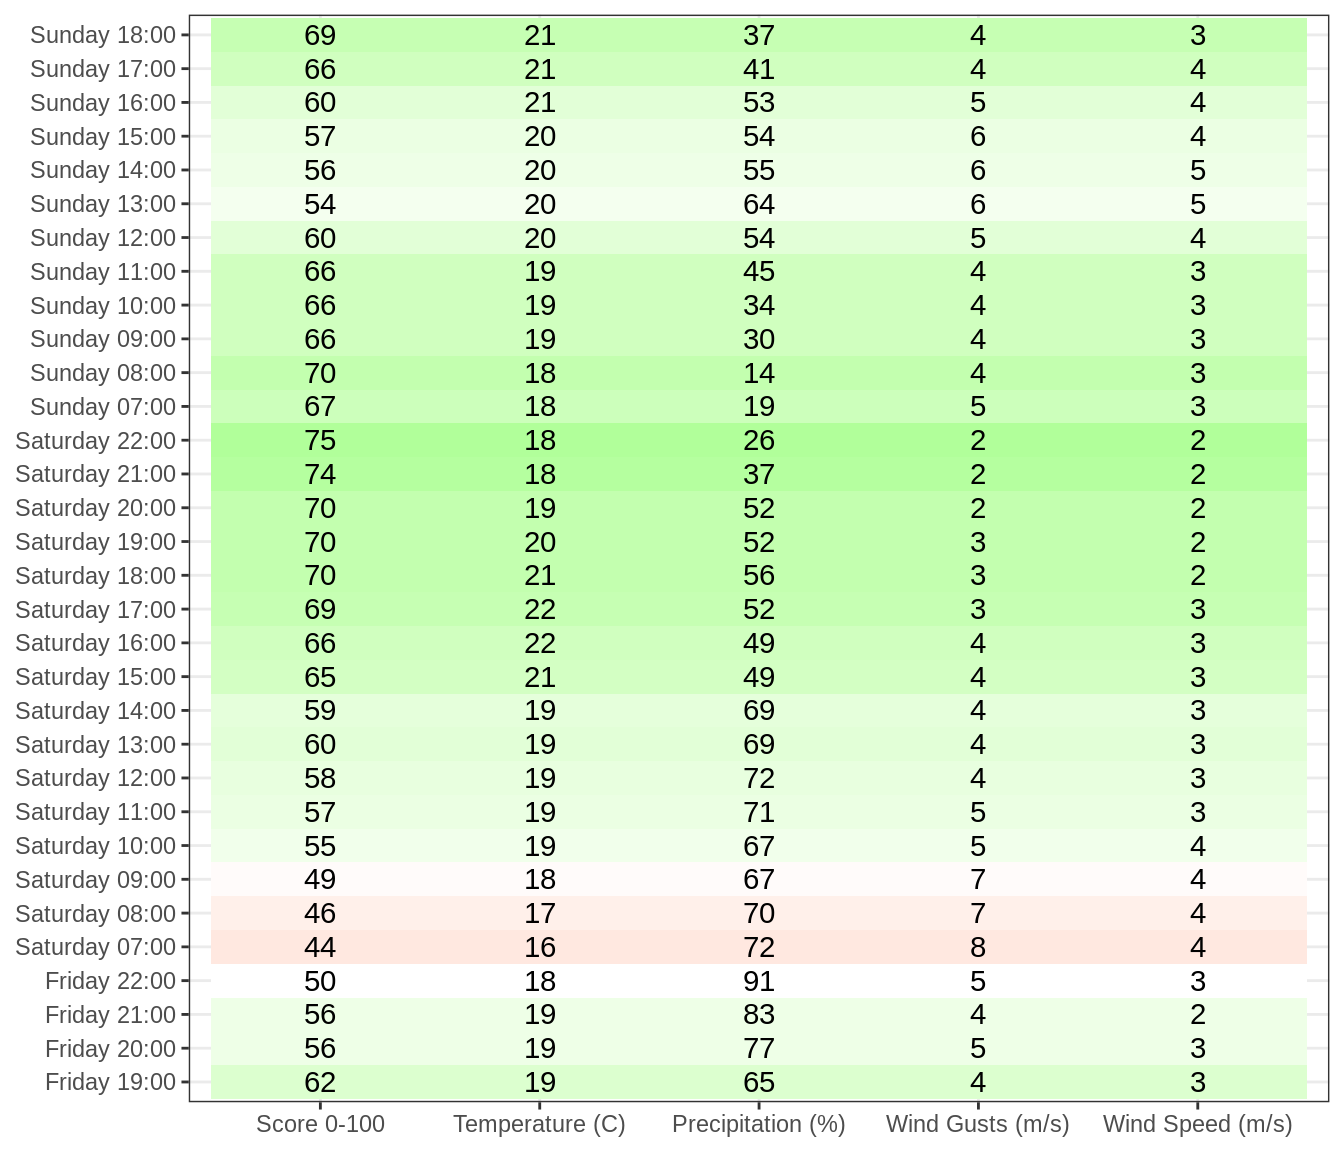 Sunday 18:00 69 21 37 4 3
Sunday 17:00 66 21 41 4 4
Sunday 16:00 60 21 53 5 4
Sunday 15:00 57 20 54 6 4
Sunday 14:00 56 20 55 6 5
Sunday 13:00 54 20 64 6 5
Sunday 12:00 60 20 54 5 4
Sunday 11:00 66 19 45 4 3
Sunday 10:00 66 19 34 4 3
Sunday 09:00 66 19 30 4 3
Sunday 08:00 70 18 14 4 3
Sunday 07:00 67 18 19 5 3
Saturday 22:00 75 18 26 2 2
Saturday 21:00 74 18 37 2 2
Saturday 20:00 70 19 52 2 2
Saturday 19:00 70 20 52 3 2
Saturday 18:00 70 21 56 3 2
Saturday 17:00 69 22 52 3 3
Saturday 16:00 66 22 49 4 3
Saturday 15:00 65 21 49 4 3
Saturday 14:00 59 19 69 4 3
Saturday 13:00 60 19 69 4 3
Saturday 12:00 58 19 72 4 3
Saturday 11:00 57 19 71 5 3
Saturday 10:00 55 19 67 5 4
Saturday 09:00 49 18 67 7 4
Saturday 08:00 46 17 70 7 4
Saturday 07:00 44 16 72 8 4
Friday 22:00 50 18 91 5 3
Friday 21:00 56 19 83 4 2
Friday 20:00 56 19 77 5 3
Friday 19:00 62 19 65 4 3
Score 0-100 Temperature (C) Precipitation (%) Wind Gusts (m/s) Wind Speed (m/s)